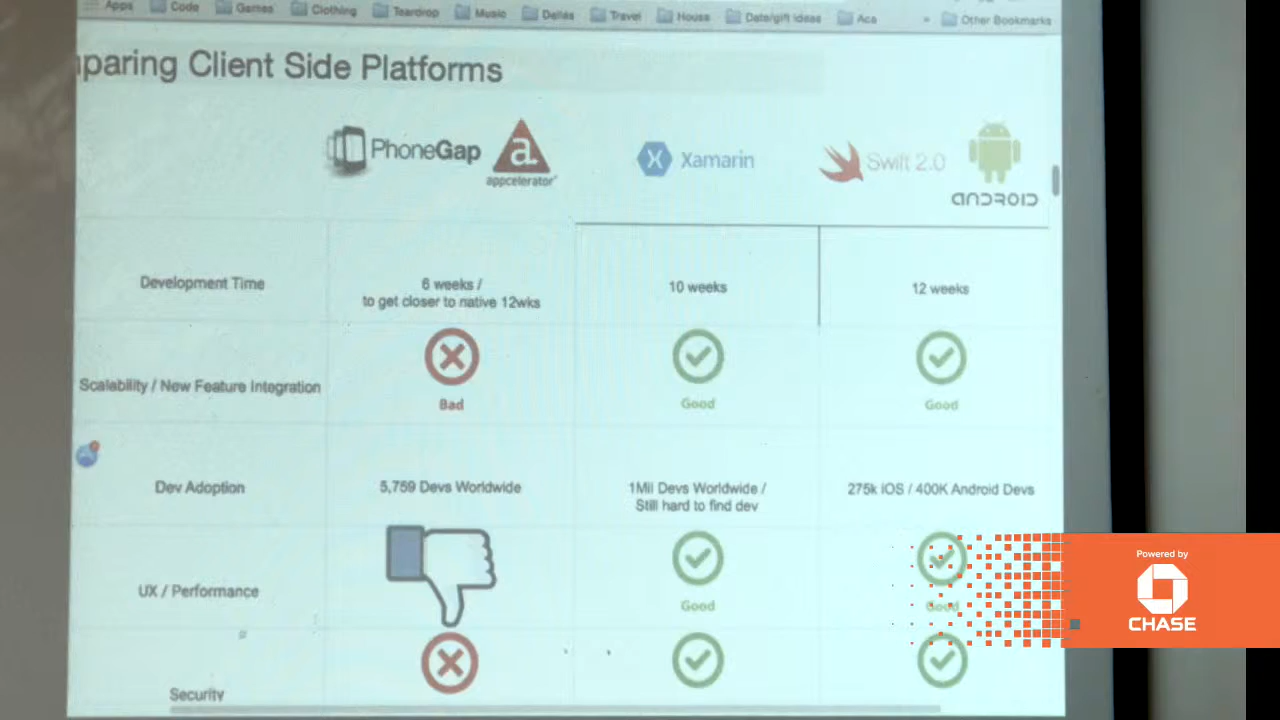 Apps Code Games Clothing Teardrop Music Dallas Travel House Date/gift ideas Aca » Other Bookmarks
mparing Client Side Platforms
PhoneGap a appcelerator Xamarin Swift 2.0 ANDROID
Development Time
6 weeks /
to get closer to native 12wks
10 weeks
12 weeks
Scalability / New Feature Integration
Bad
Good
Good
Dev Adoption
5,759 Devs Worldwide
1Mil Devs Worldwide /
Still hard to find dev
275k iOS / 400K Android Devs
UX / Performance
Good
Good
Security
Powered by
CHASE